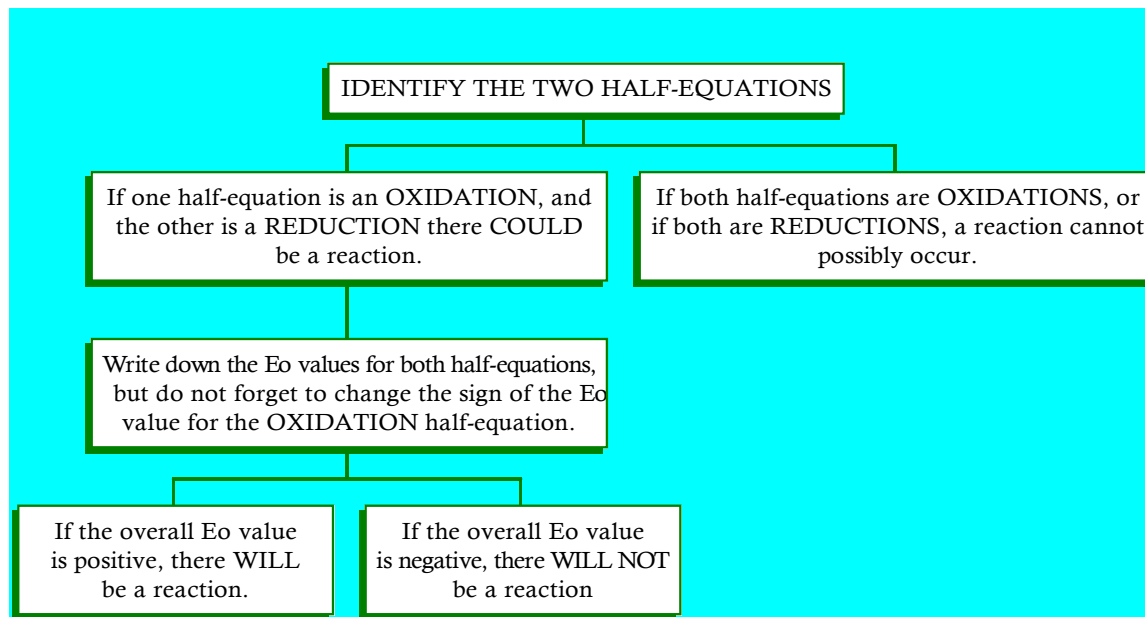 IDENTIFY THE TWO HALF-EQUATIONS
If one half-equation is an OXIDATION, and
the other is a REDUCTION there COULD
be a reaction.
If both half-equations are OXIDATIONS, or
if both are REDUCTIONS, a reaction cannot
possibly occur.
Write down the Eo values for both half-equations,
but do not forget to change the sign of the Eo
value for the OXIDATION half-equation.
If the overall Eo value
is positive, there WILL
be a reaction.
If the overall Eo value
is negative, there WILL NOT
be a reaction